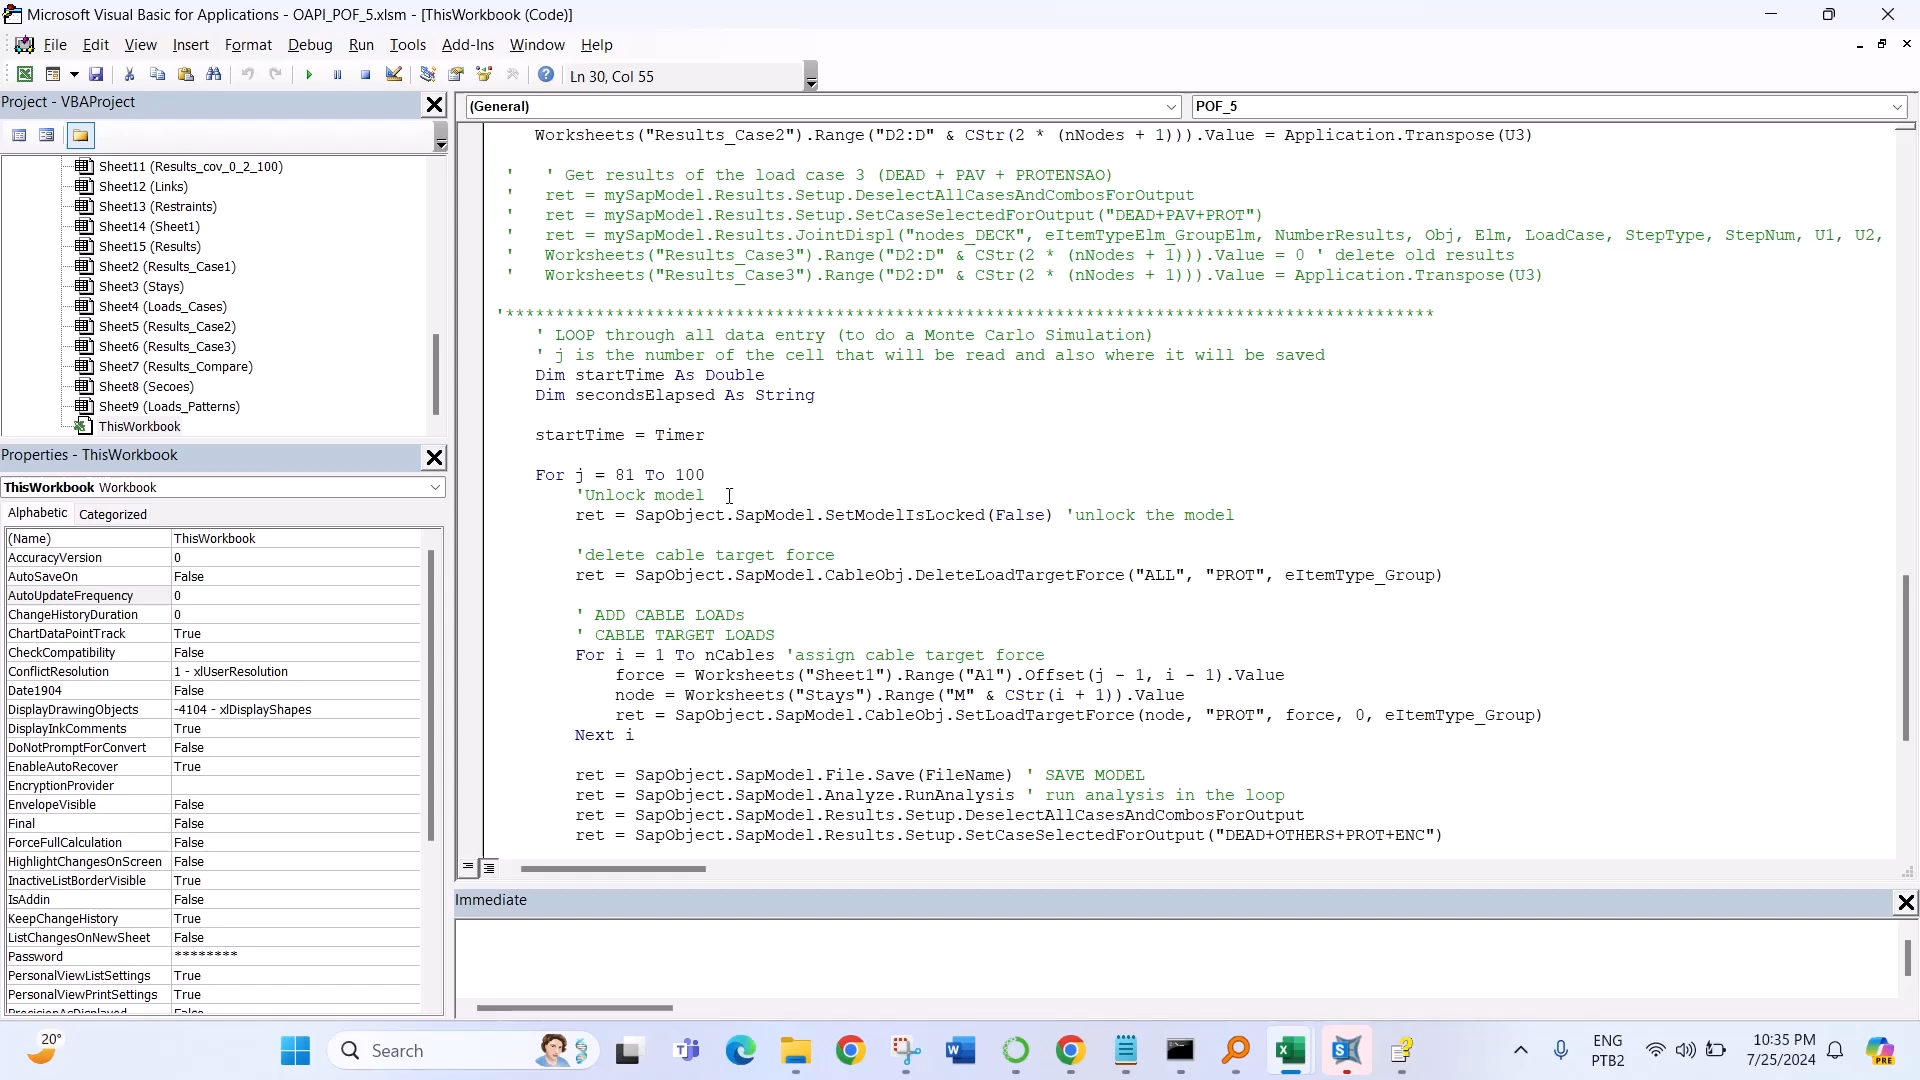 Microsoft Visual Basic for Applications - OAPI_POF_5.xlsm - [ThisWorkbook (Code)]
File Edit View Insert Format Debug Run Tools Add-Ins Window Help
Ln 30, Col 55
Project - VBAProject
Sheet11 (Results_cov_0_2_100)
Sheet12 (Links)
Sheet13 (Restraints)
Sheet14 (Sheet1)
Sheet15 (Results)
Sheet2 (Results_Case1)
Sheet3 (Stays)
Sheet4 (Loads_Cases)
Sheet5 (Results_Case2)
Sheet6 (Results_Case3)
Sheet7 (Results_Compare)
Sheet8 (Secoes)
Sheet9 (Loads_Patterns)
ThisWorkbook
Properties - ThisWorkbook
ThisWorkbook Workbook
Alphabetic Categorized
(Name) ThisWorkbook
AccuracyVersion 0
AutoSaveOn False
AutoUpdateFrequency 0
ChangeHistoryDuration 0
ChartDataPointTrack True
CheckCompatibility False
ConflictResolution 1 - xlUserResolution
Date1904 False
DisplayDrawingObjects -4104 - xlDisplayShapes
DisplayInkComments True
DoNotPromptForConvert False
EnableAutoRecover True
EncryptionProvider
EnvelopeVisible False
Final False
ForceFullCalculation False
HighlightChangesOnScreen False
InactiveListBorderVisible True
IsAddin False
KeepChangeHistory True
ListChangesOnNewSheet False
Password ********
PersonalViewListSettings True
PersonalViewPrintSettings True
PrecisionAsDisplayed False
(General) POF_5
Worksheets("Results_Case2").Range("D2:D" & CStr(2 * (nNodes + 1))).Value = Application.Transpose(U3)
' ' Get results of the load case 3 (DEAD + PAV + PROTENSAO)
' ret = mySapModel.Results.Setup.DeselectAllCasesAndCombosForOutput
' ret = mySapModel.Results.Setup.SetCaseSelectedForOutput("DEAD+PAV+PROT")
' ret = mySapModel.Results.JointDispl("nodes_DECK", eItemTypeElm_GroupElm, NumberResults, Obj, Elm, LoadCase, StepType, StepNum, U1, U2,
' Worksheets("Results_Case3").Range("D2:D" & CStr(2 * (nNodes + 1))).Value = 0 ' delete old results
' Worksheets("Results_Case3").Range("D2:D" & CStr(2 * (nNodes + 1))).Value = Application.Transpose(U3)
'*********************************************************************************************
' LOOP through all data entry (to do a Monte Carlo Simulation)
' j is the number of the cell that will be read and also where it will be saved
Dim startTime As Double
Dim secondsElapsed As String
startTime = Timer
For j = 81 To 100
'Unlock model
ret = SapObject.SapModel.SetModelIsLocked(False) 'unlock the model
'delete cable target force
ret = SapObject.SapModel.CableObj.DeleteLoadTargetForce("ALL", "PROT", eItemType_Group)
' ADD CABLE LOADs
' CABLE TARGET LOADS
For i = 1 To nCables 'assign cable target force
force = Worksheets("Sheet1").Range("A1").Offset(j - 1, i - 1).Value
node = Worksheets("Stays").Range("M" & CStr(i + 1)).Value
ret = SapObject.SapModel.CableObj.SetLoadTargetForce(node, "PROT", force, 0, eItemType_Group)
Next i
ret = SapObject.SapModel.File.Save(FileName) ' SAVE MODEL
ret = SapObject.SapModel.Analyze.RunAnalysis ' run analysis in the loop
ret = SapObject.SapModel.Results.Setup.DeselectAllCasesAndCombosForOutput
ret = SapObject.SapModel.Results.Setup.SetCaseSelectedForOutput("DEAD+OTHERS+PROT+ENC")
Immediate
20°
Search
ENG
PTB2
10:35 PM
7/25/2024
PRE